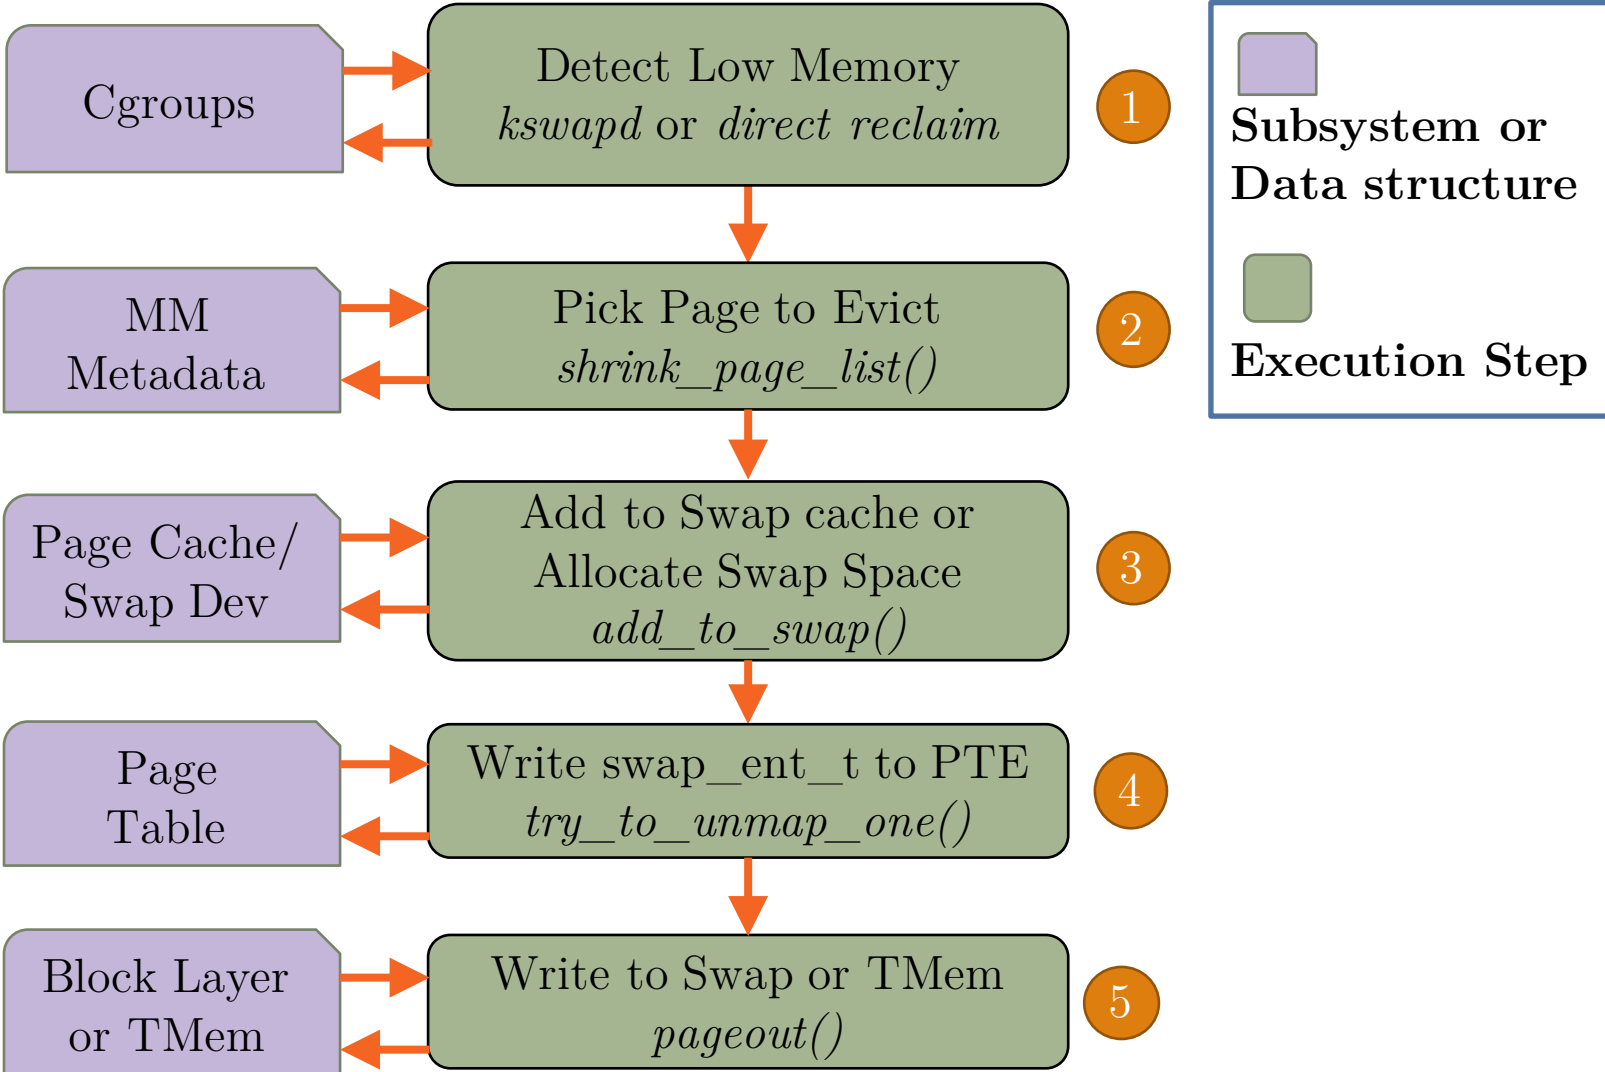 Cgroups
Detect Low Memory
kswapd or direct reclaim
1
MM
Metadata
Pick Page to Evict
shrink_page_list()
2
Page Cache/
Swap Dev
Add to Swap cache or
Allocate Swap Space
add_to_swap()
3
Page
Table
Write swap_ent_t to PTE
try_to_unmap_one()
4
Block Layer
or TMem
Write to Swap or TMem
pageout()
5
Subsystem or
Data structure
Execution Step